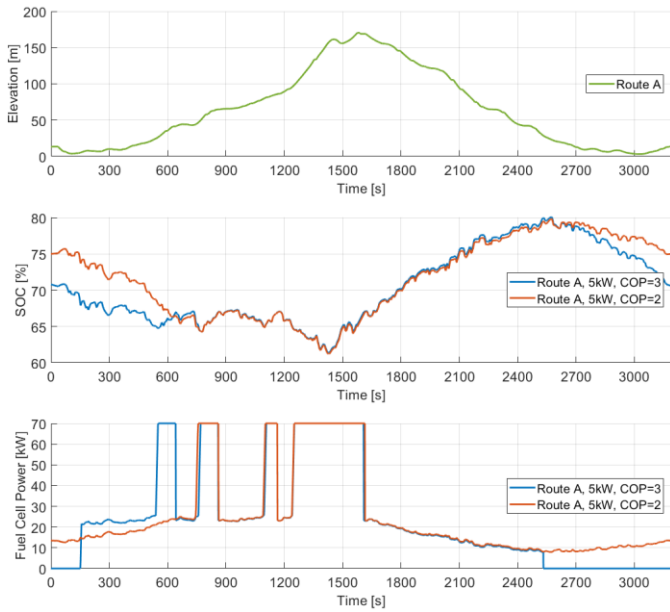 200
150
100
50
0
Elevation [m]
Route A
0 300 600 900 1200 1500 1800 2100 2400 2700 3000
Time [s]
80
75
70
65
60
SOC [%]
Route A, 5kW, COP=3
Route A, 5kW, COP=2
0 300 600 900 1200 1500 1800 2100 2400 2700 3000
Time [s]
70
60
50
40
30
20
10
0
Fuel Cell Power [kW]
Route A, 5kW, COP=3
Route A, 5kW, COP=2
0 300 600 900 1200 1500 1800 2100 2400 2700 3000
Time [s]